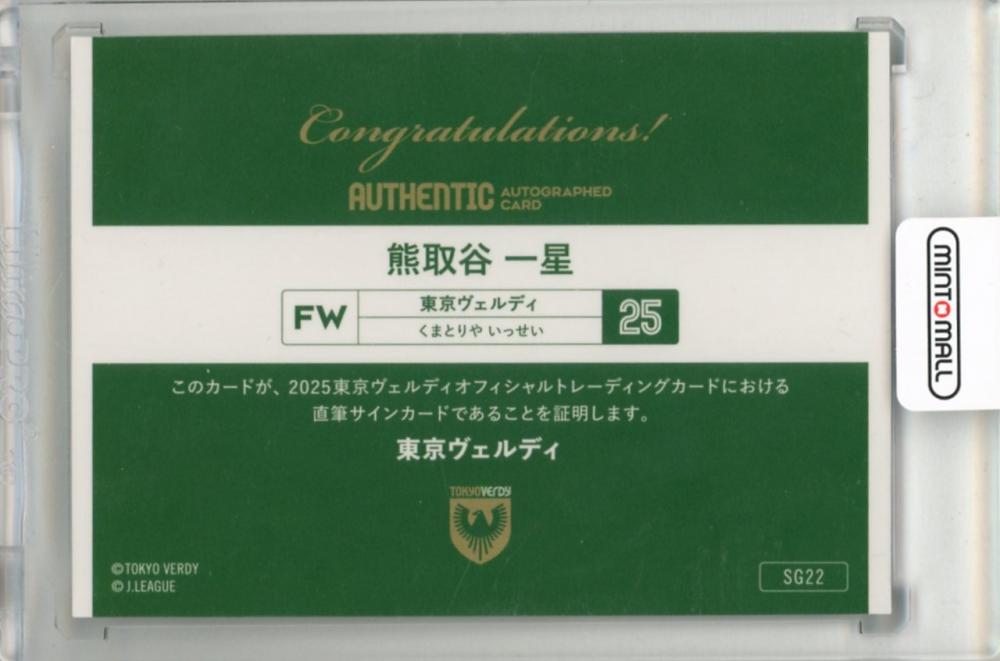 Congratulations!
AUTHENTIC AUTOGRAPHED CARD
熊取谷 一星
FW
東京ヴェルディ
くまとりや いっせい
25
このカードが、2025東京ヴェルディオフィシャルトレーディングカードにおける
直筆サインカードであることを証明します。
東京ヴェルディ
TOKYO VERDY
©TOKYO VERDY
© J.LEAGUE
SG22
MINT MALL